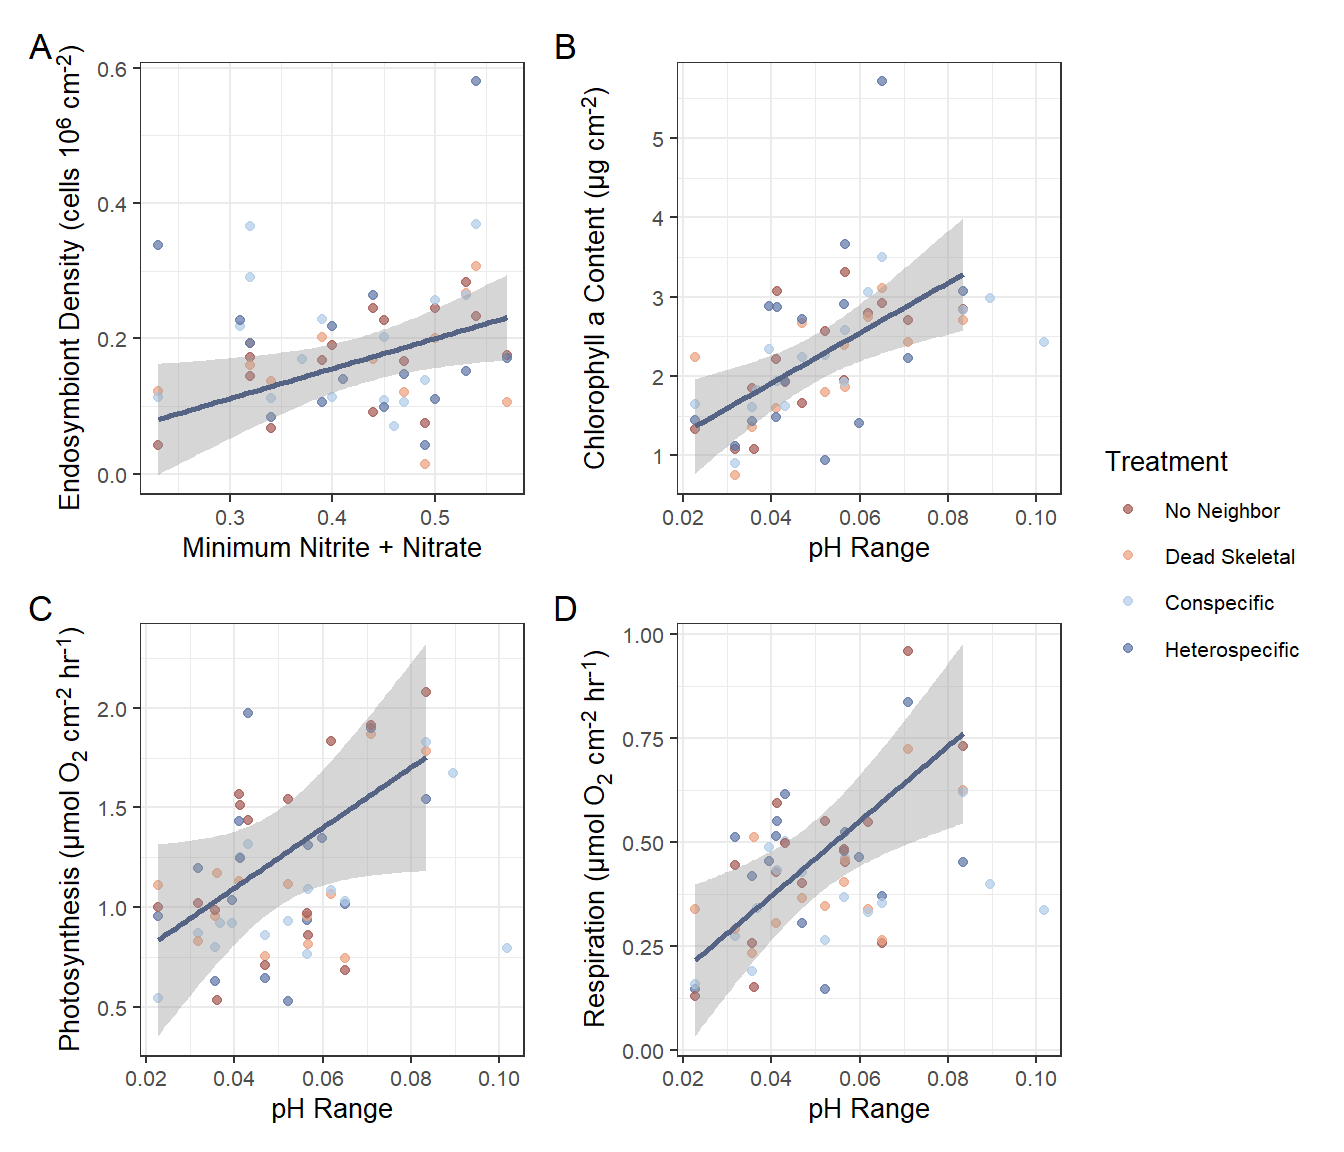 A
Endosymbiont Density (cells 10⁶ cm⁻²)
0.6
0.4
0.2
0.0
0.3 0.4 0.5
Minimum Nitrite + Nitrate
B
Chlorophyll a Content (μg cm⁻²)
5
4
3
2
1
0.02 0.04 0.06 0.08 0.10
pH Range
C
Photosynthesis (μmol O₂ cm⁻² hr⁻¹)
2.0
1.5
1.0
0.5
0.02 0.04 0.06 0.08 0.10
pH Range
D
Respiration (μmol O₂ cm⁻² hr⁻¹)
1.00
0.75
0.50
0.25
0.00
0.02 0.04 0.06 0.08 0.10
pH Range
Treatment
No Neighbor
Dead Skeletal
Conspecific
Heterospecific